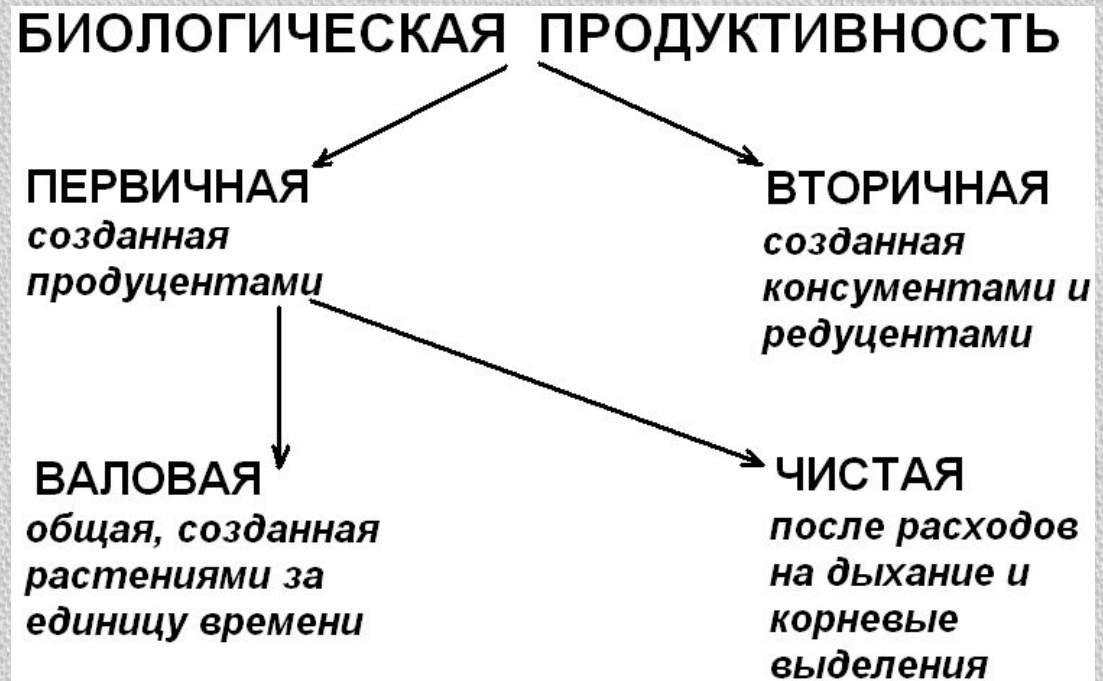 БИОЛОГИЧЕСКАЯ ПРОДУКТИВНОСТЬ
ПЕРВИЧНАЯ
созданная
продуцентами
ВТОРИЧНАЯ
созданная
консументами и
редуцентами
ВАЛОВАЯ
общая, созданная
растениями за
единицу времени
ЧИСТАЯ
после расходов
на дыхание и
корневые
выделения